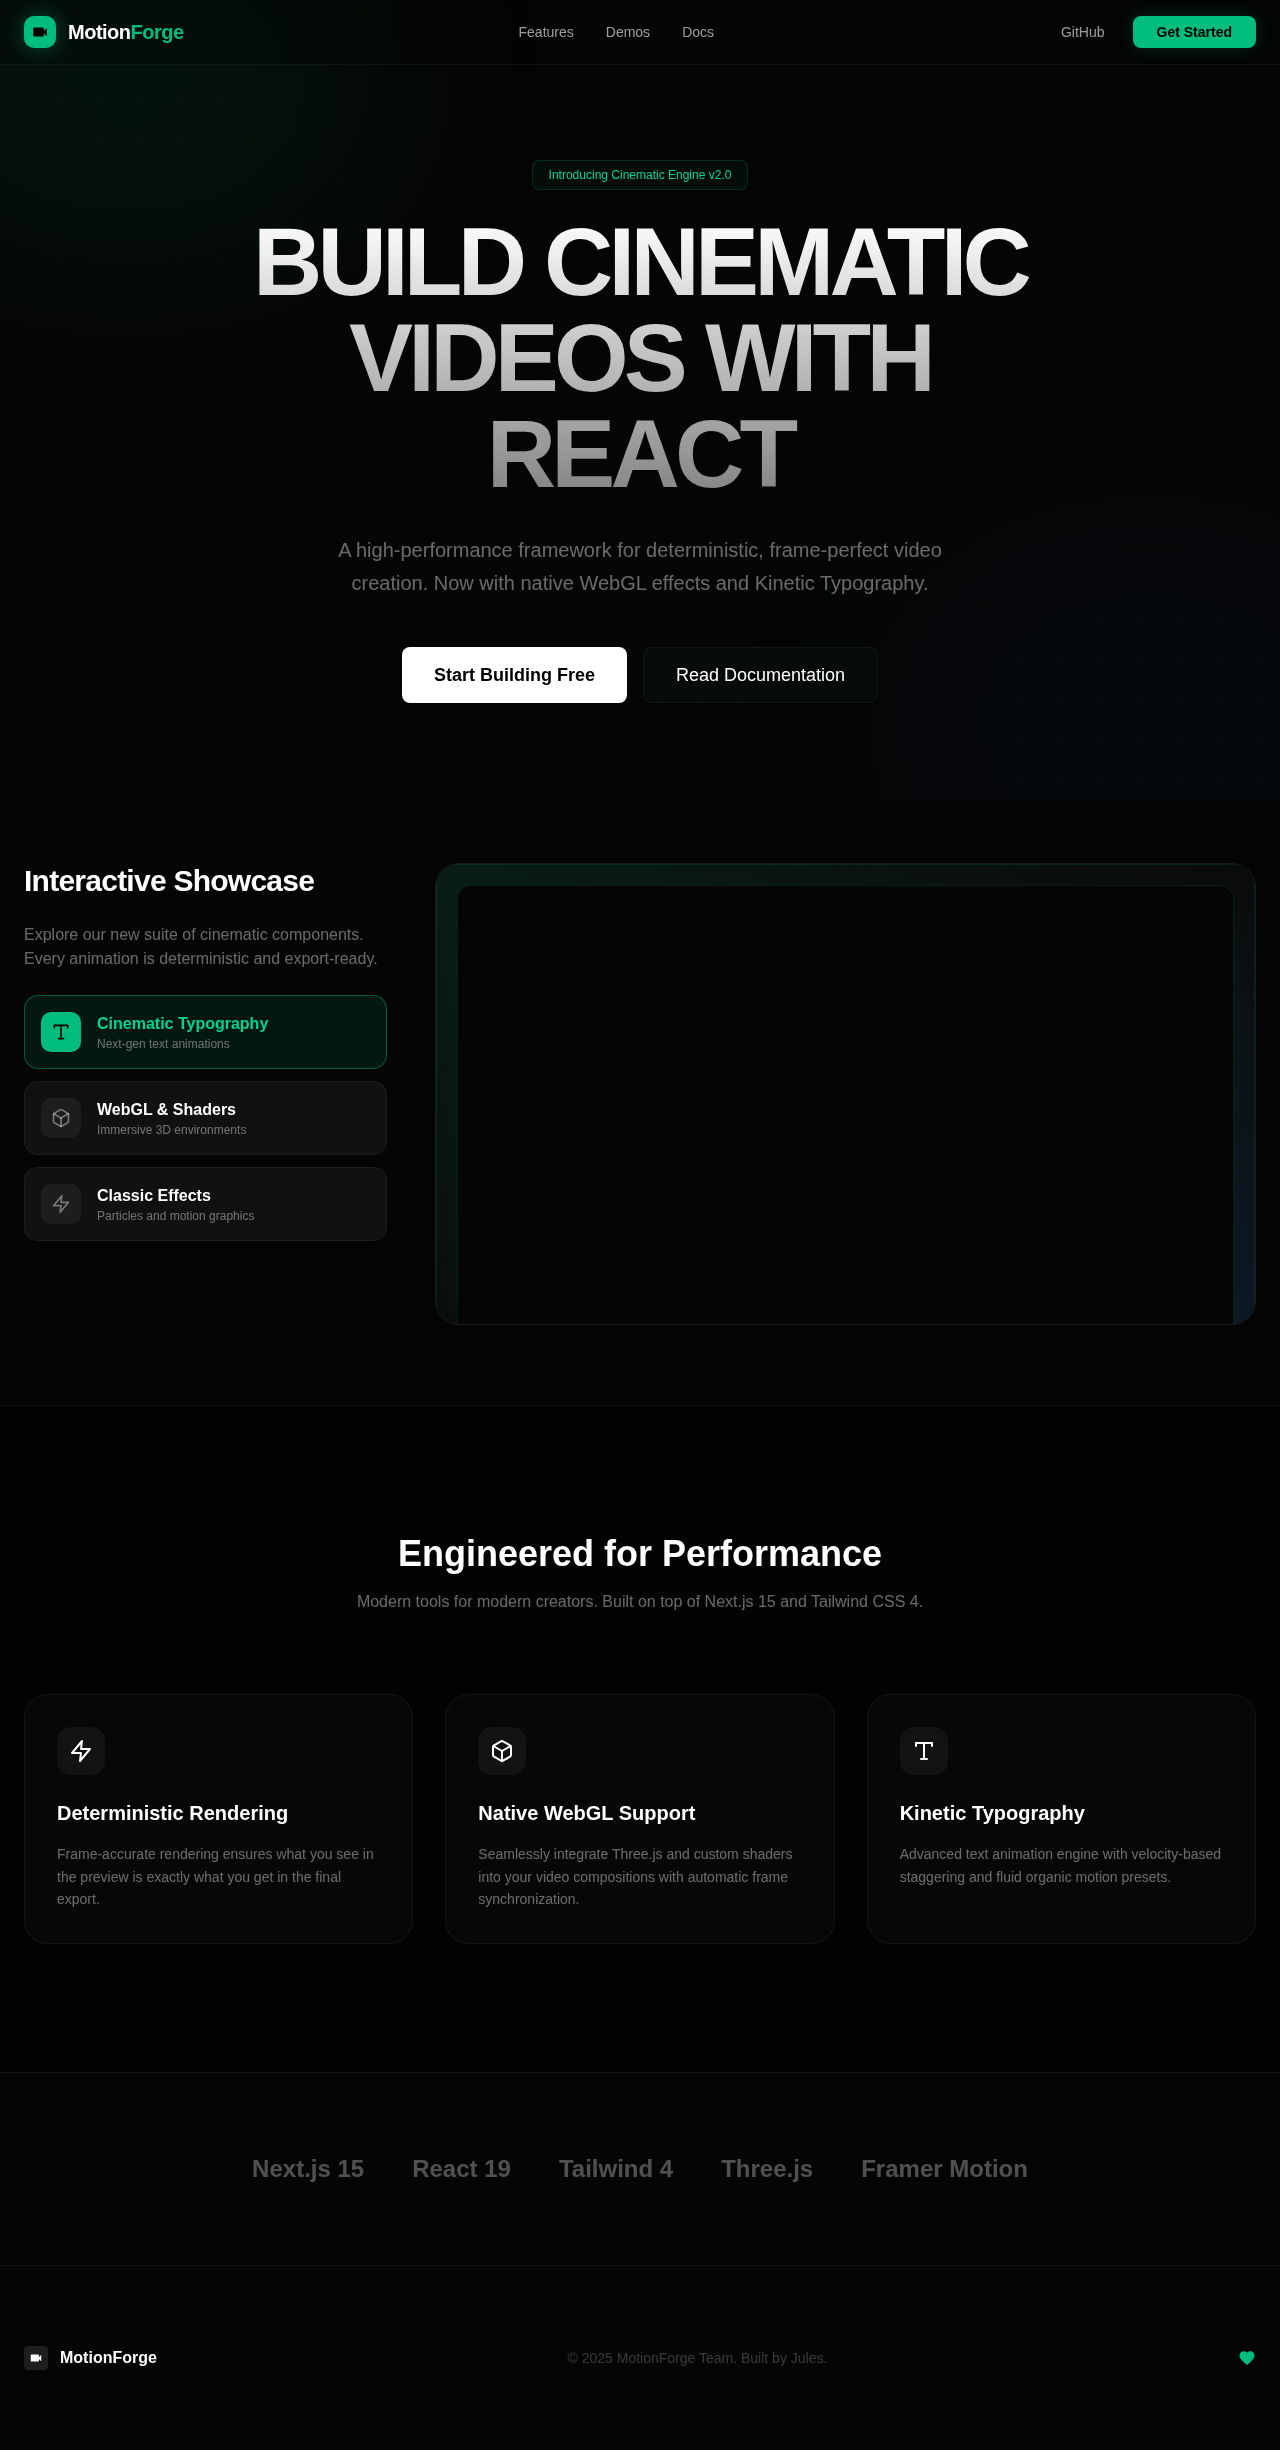 MotionForge
Features
Demos
Docs
GitHub
Get Started
Introducing Cinematic Engine v2.0
BUILD CINEMATIC
VIDEOS WITH
REACT
A high-performance framework for deterministic, frame-perfect video
creation. Now with native WebGL effects and Kinetic Typography.
Start Building Free
Read Documentation
Interactive Showcase
Explore our new suite of cinematic components.
Every animation is deterministic and export-ready.
Cinematic Typography
Next-gen text animations
WebGL & Shaders
Immersive 3D environments
Classic Effects
Particles and motion graphics
Engineered for Performance
Modern tools for modern creators. Built on top of Next.js 15 and Tailwind CSS 4.
Deterministic Rendering
Frame-accurate rendering ensures what you see in
the preview is exactly what you get in the final
export.
Native WebGL Support
Seamlessly integrate Three.js and custom shaders
into your video compositions with automatic frame
synchronization.
Kinetic Typography
Advanced text animation engine with velocity-based
staggering and fluid organic motion presets.
Next.js 15
React 19
Tailwind 4
Three.js
Framer Motion
MotionForge
© 2025 MotionForge Team. Built by Jules.